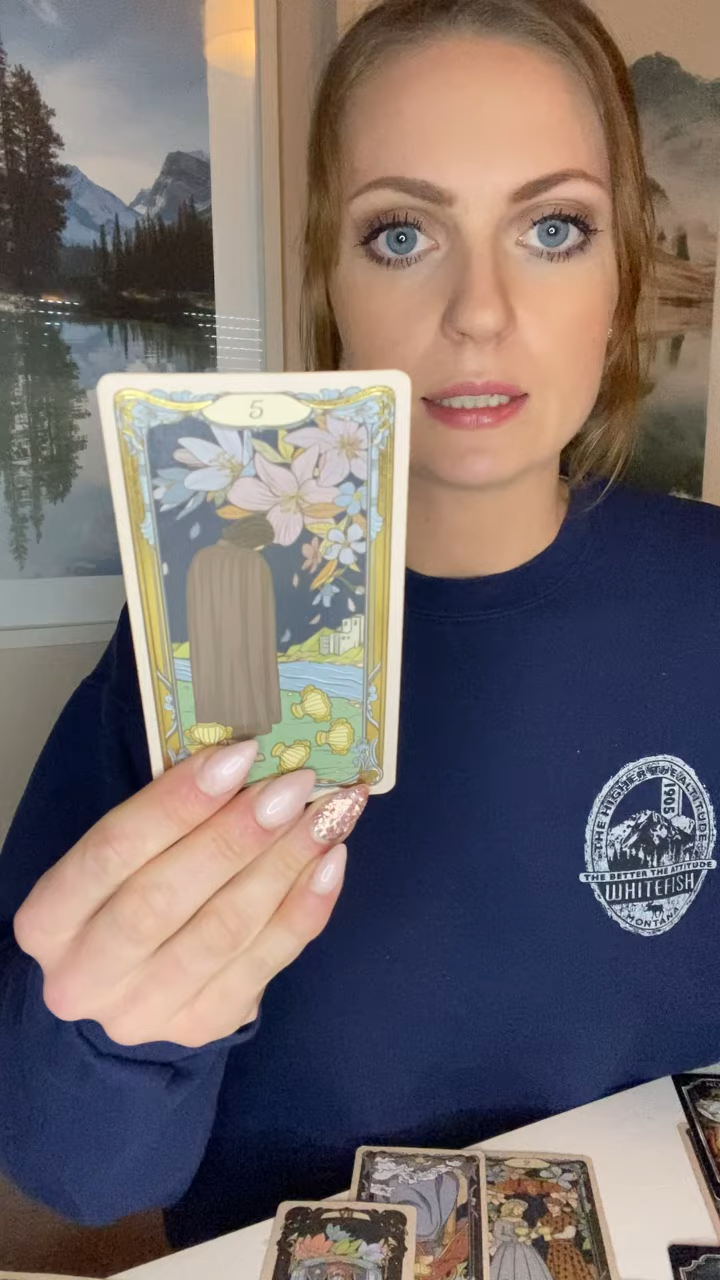 5
THE HIGHER THE ALTITUDE
1905
THE BETTER THE ATTITUDE
WHITEFISH
MONTANA